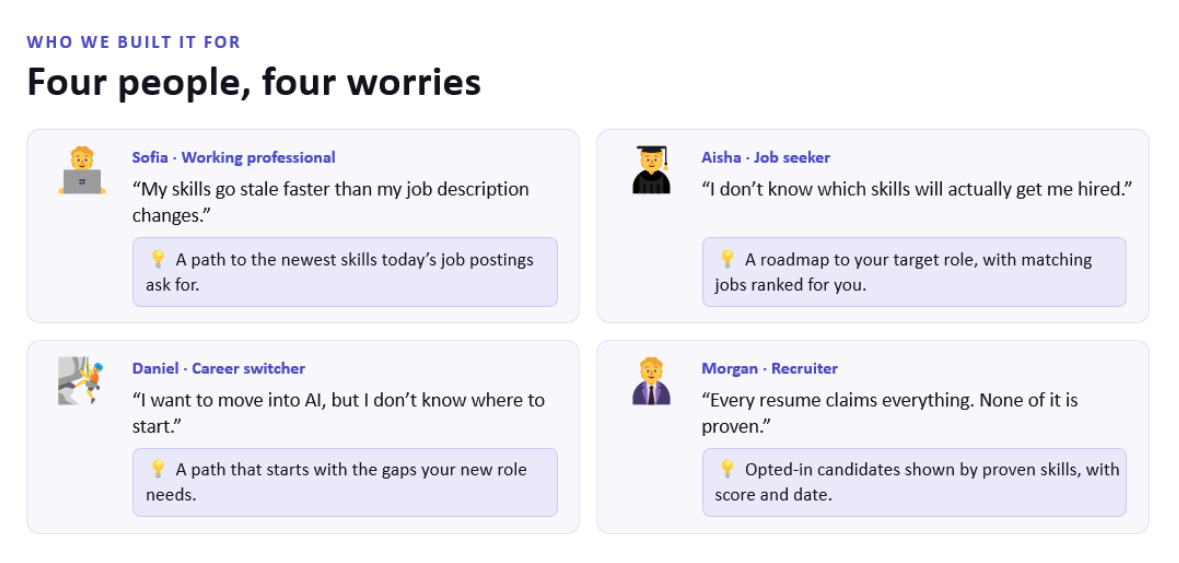 WHO WE BUILT IT FOR
Four people, four worries
Sofia · Working professional
“My skills go stale faster than my job description
changes.”
💡 A path to the newest skills today’s job postings
ask for.
Aisha · Job seeker
“I don’t know which skills will actually get me hired.”
💡 A roadmap to your target role, with matching
jobs ranked for you.
Daniel · Career switcher
“I want to move into AI, but I don’t know where to
start.”
💡 A path that starts with the gaps your new role
needs.
Morgan · Recruiter
“Every resume claims everything. None of it is
proven.”
💡 Opted-in candidates shown by proven skills, with
score and date.